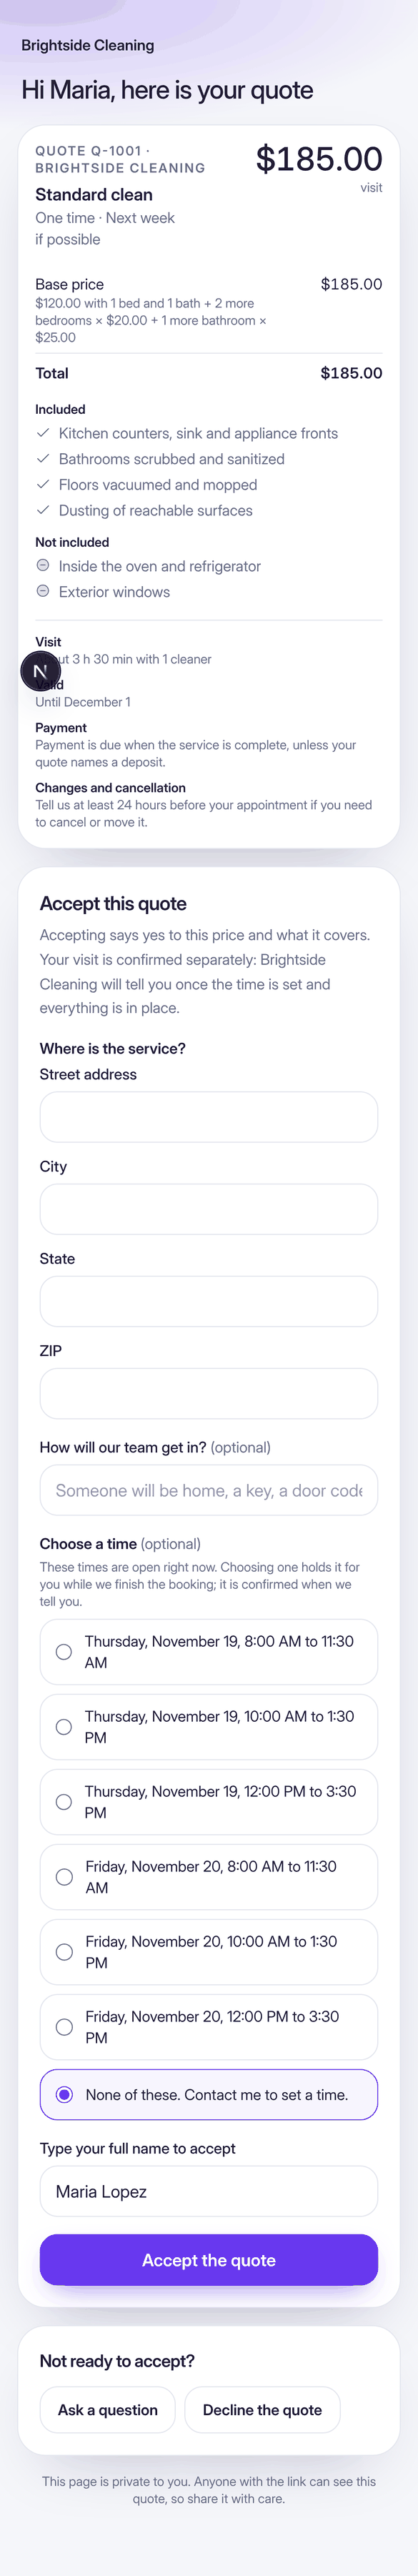 Brightside Cleaning
Hi Maria, here is your quote
QUOTE Q-1001 ·
BRIGHTSIDE CLEANING
$185.00
visit
Standard clean
One time · Next week
if possible
Base price
$185.00
$120.00 with 1 bed and 1 bath + 2 more
bedrooms × $20.00 + 1 more bathroom ×
$25.00
Total
$185.00
Included
Kitchen counters, sink and appliance fronts
Bathrooms scrubbed and sanitized
Floors vacuumed and mopped
Dusting of reachable surfaces
Not included
Inside the oven and refrigerator
Exterior windows
Visit
3 h 30 min with 1 cleaner
N
Until December 1
Payment
Payment is due when the service is complete, unless your
quote names a deposit.
Changes and cancellation
Tell us at least 24 hours before your appointment if you need
to cancel or move it.
Accept this quote
Accepting says yes to this price and what it covers.
Your visit is confirmed separately: Brightside
Cleaning will tell you once the time is set and
everything is in place.
Where is the service?
Street address
City
State
ZIP
How will our team get in? (optional)
Someone will be home, a key, a door code
Choose a time (optional)
These times are open right now. Choosing one holds it for
you while we finish the booking; it is confirmed when we
tell you.
Thursday, November 19, 8:00 AM to 11:30
AM
Thursday, November 19, 10:00 AM to 1:30
PM
Thursday, November 19, 12:00 PM to 3:30
PM
Friday, November 20, 8:00 AM to 11:30
AM
Friday, November 20, 10:00 AM to 1:30
PM
Friday, November 20, 12:00 PM to 3:30
PM
None of these. Contact me to set a time.
Type your full name to accept
Maria Lopez
Accept the quote
Not ready to accept?
Ask a question
Decline the quote
This page is private to you. Anyone with the link can see this
quote, so share it with care.